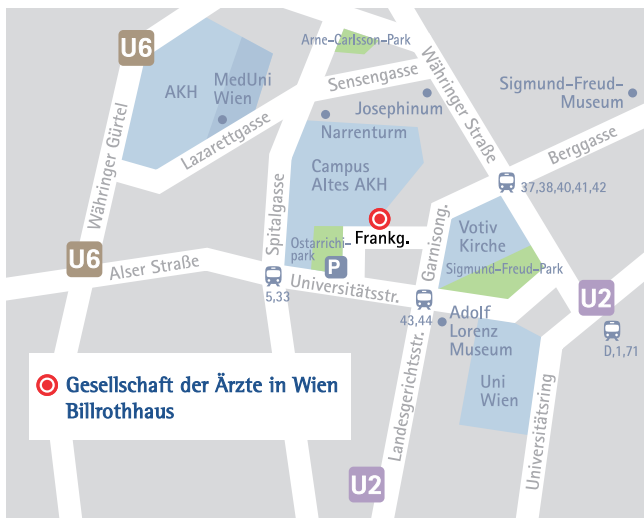 Arne-Carlsson-Park
U6
Währinger Straße
MedUni
Wien
AKH
Sensengasse
Sigmund-Freud-
Museum
Josephinum
Lazarettgasse
Narrenturm
Berggasse
Währinger Gürtel
Campus
Altes AKH
37,38,40,41,42
Spitalgasse
Garnisong.
Votiv
Kirche
Ostarrichi-
park
Frankg.
U6
Alser Straße
P
Sigmund-Freud-Park
Universitätsstr.
5,33
U2
43,44
Adolf
Lorenz
Museum
D,1,71
Landesgerichtsstr.
Uni
Wien
Universitätsring
Gesellschaft der Ärzte in Wien
Billrothhaus
U2